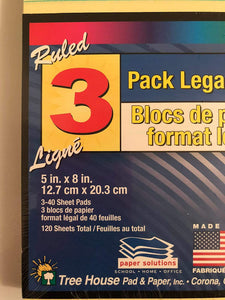 Ruled
3
Ligné
Pack Lega
Blocs de p
format l
5 in. x 8 in.
12.7 cm x 20.3 cm
3-40 Sheet Pads
3 blocs de papier
format légal de 40 feuilles
120 Sheets Total / Feuilles au total
paper solutions
SCHOOL · HOME · OFFICE
MADE
FABRIQUÉ
Tree House Pad & Paper, Inc. Corona, C